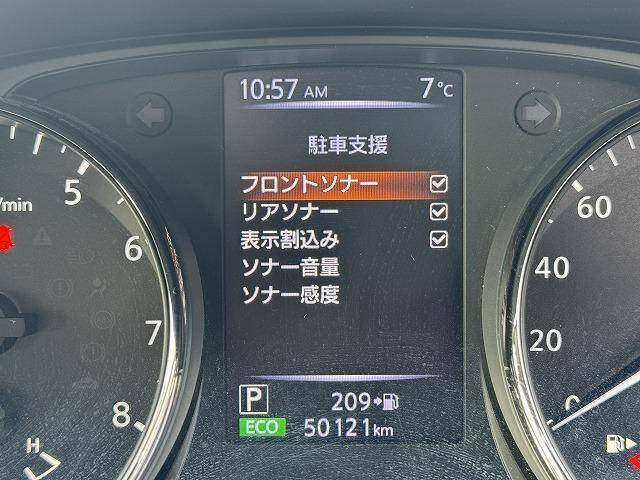 10:57 AM 7℃
駐車支援
フロントソナー
リアソナー
表示割込み
ソナー音量
ソナー感度
P 209
ECO 50121km
/min
5
6
7
8
H
60
40
20
0